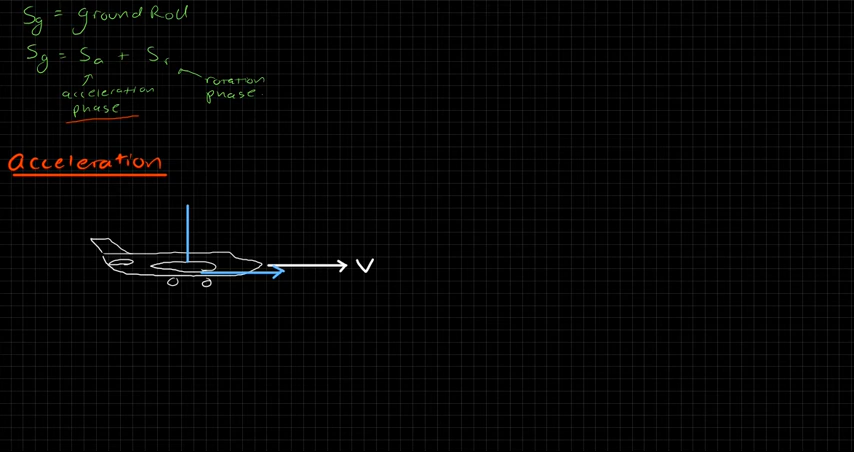 Sg = ground Roll
Sg = Sa + Sr
acceleration phase
rotation phase.
Acceleration
V